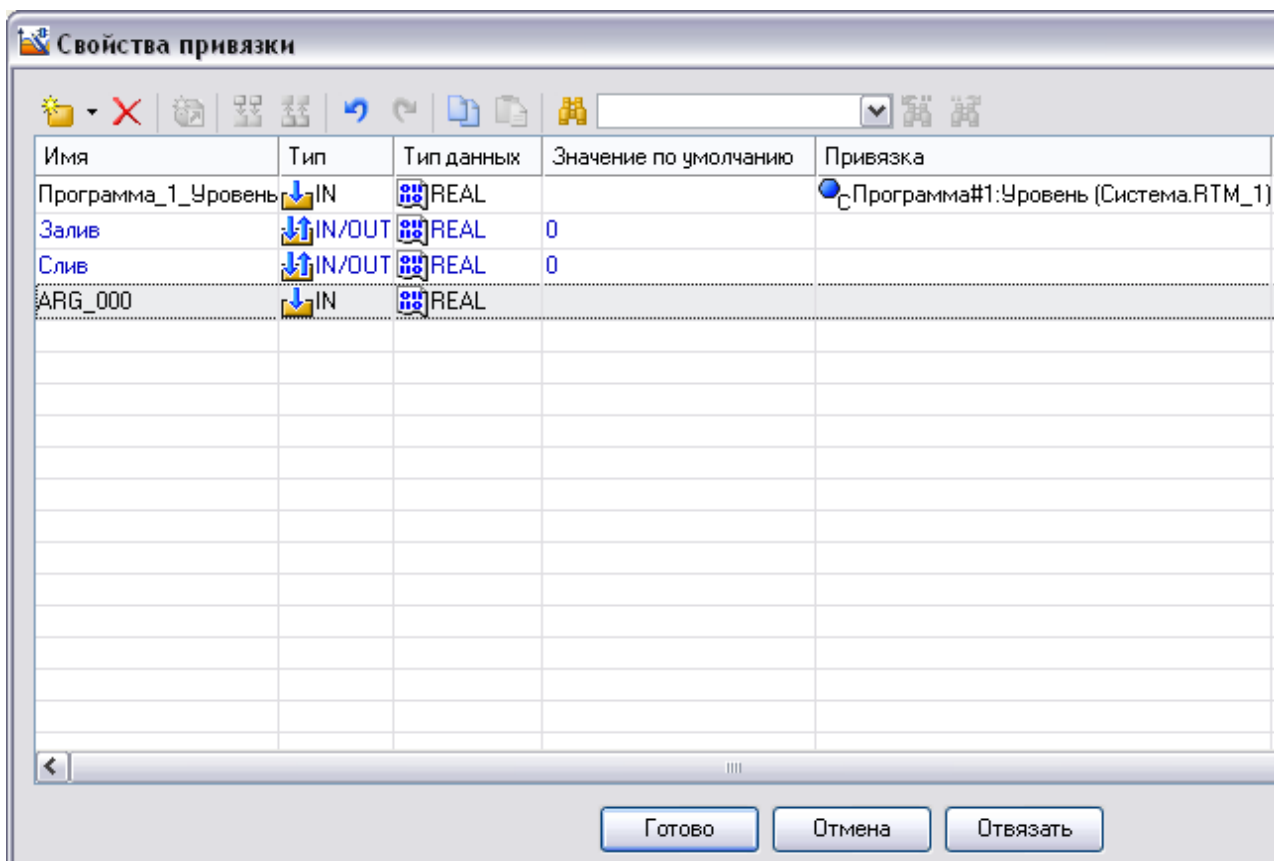 Свойства привязки
Имя Тип Тип данных Значение по умолчанию Привязка
Программа_1_Уровень IN REAL C Программа#1:Уровень (Система.RTM_1)
Залив IN/OUT REAL 0
Слив IN/OUT REAL 0
ARG_000 IN REAL
Готово Отмена Отвязать